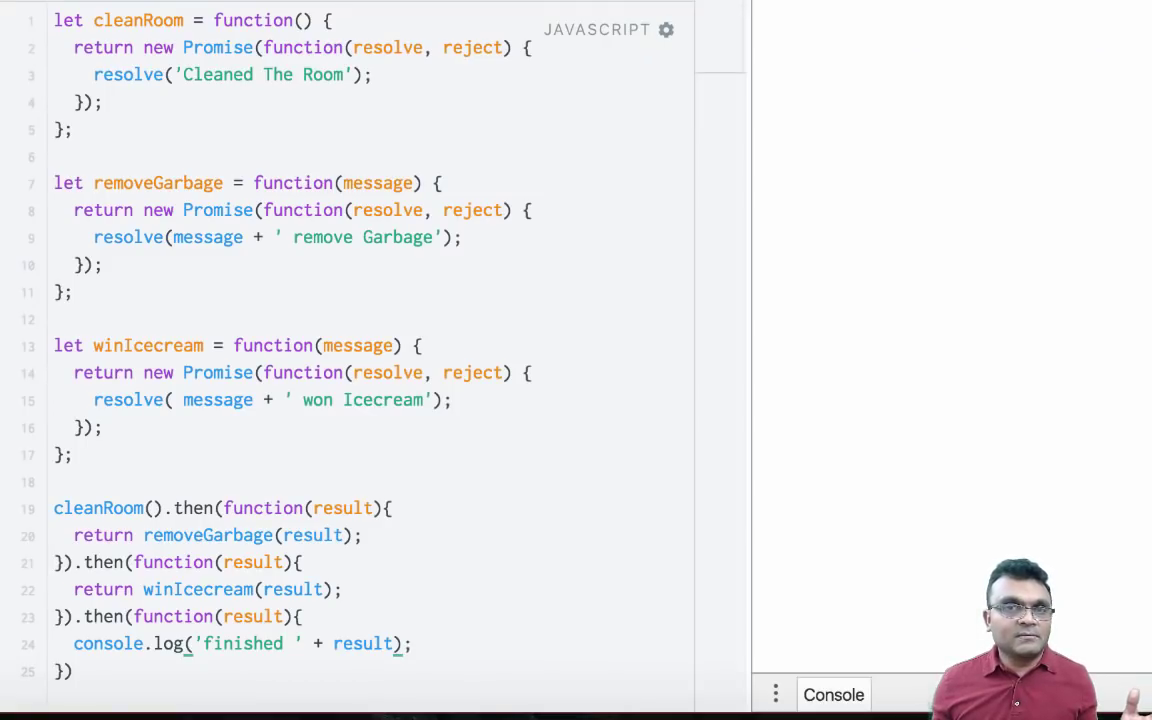 JAVASCRIPT
1 let cleanRoom = function() {
2 return new Promise(function(resolve, reject) {
3 resolve('Cleaned The Room');
4 });
5 };
6
7 let removeGarbage = function(message) {
8 return new Promise(function(resolve, reject) {
9 resolve(message + ' remove Garbage');
10 });
11 };
12
13 let winIcecream = function(message) {
14 return new Promise(function(resolve, reject) {
15 resolve( message + ' won Icecream');
16 });
17 };
18
19 cleanRoom().then(function(result){
20 return removeGarbage(result);
21 }).then(function(result){
22 return winIcecream(result);
23 }).then(function(result){
24 console.log('finished ' + result);
25 })
Console